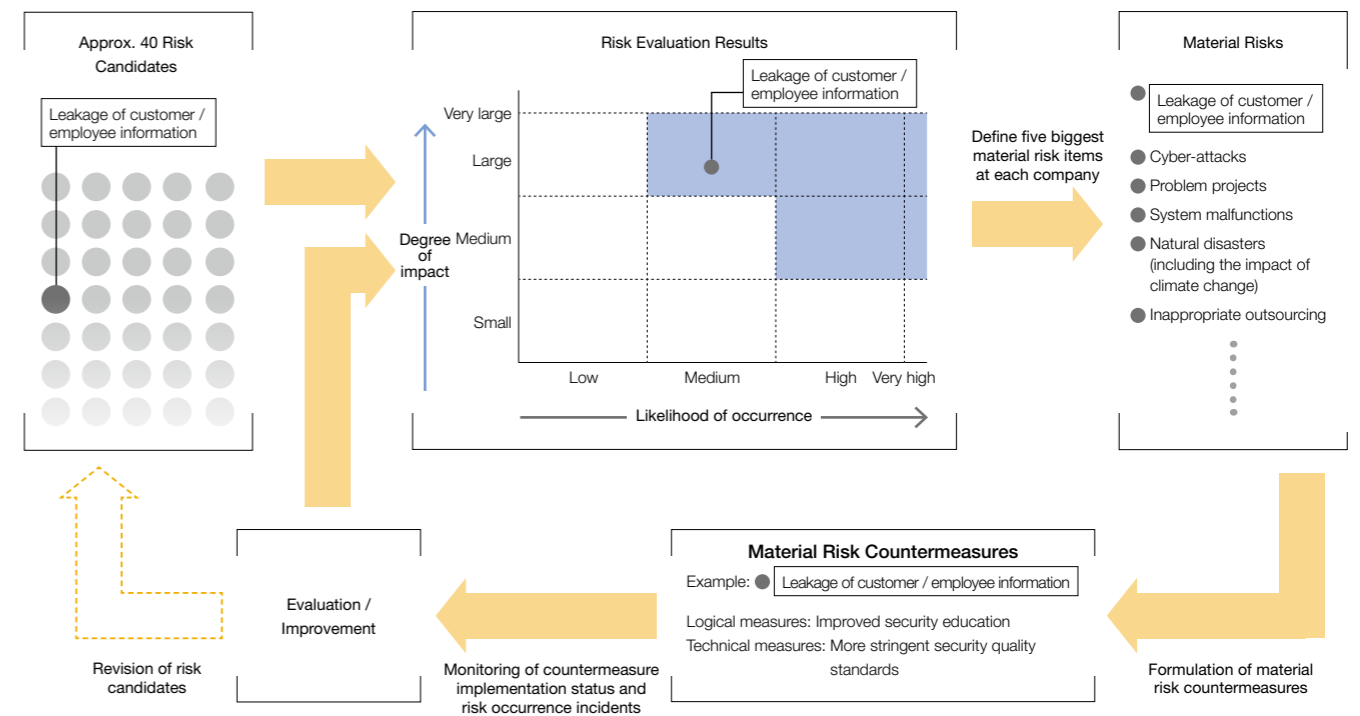 Approx. 40 Risk
Candidates
Leakage of customer /
employee information
Risk Evaluation Results
Leakage of customer /
employee information
Very large
Large
Medium
Small
Degree
of
impact
Low
Medium
High
Very high
Likelihood of occurrence
Define five biggest
material risk items
at each company
Material Risks
Leakage of customer /
employee information
Cyber-attacks
Problem projects
System malfunctions
Natural disasters
(including the impact of
climate change)
Inappropriate outsourcing
Formulation of material
risk countermeasures
Material Risk Countermeasures
Example:
Leakage of customer / employee information
Logical measures: Improved security education
Technical measures: More stringent security quality
standards
Monitoring of countermeasure
implementation status and
risk occurrence incidents
Evaluation /
Improvement
Revision of risk
candidates